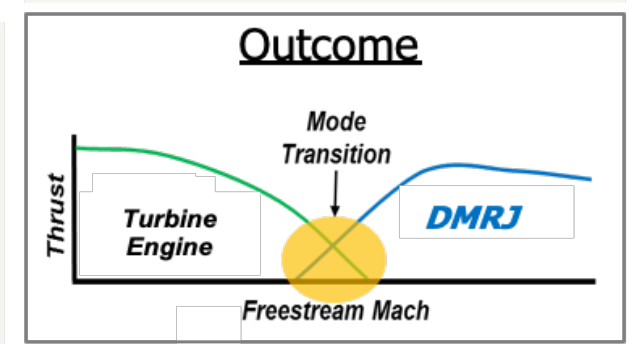 Outcome
Mode
Transition
Thrust
Turbine
Engine
DMRJ
Freestream Mach